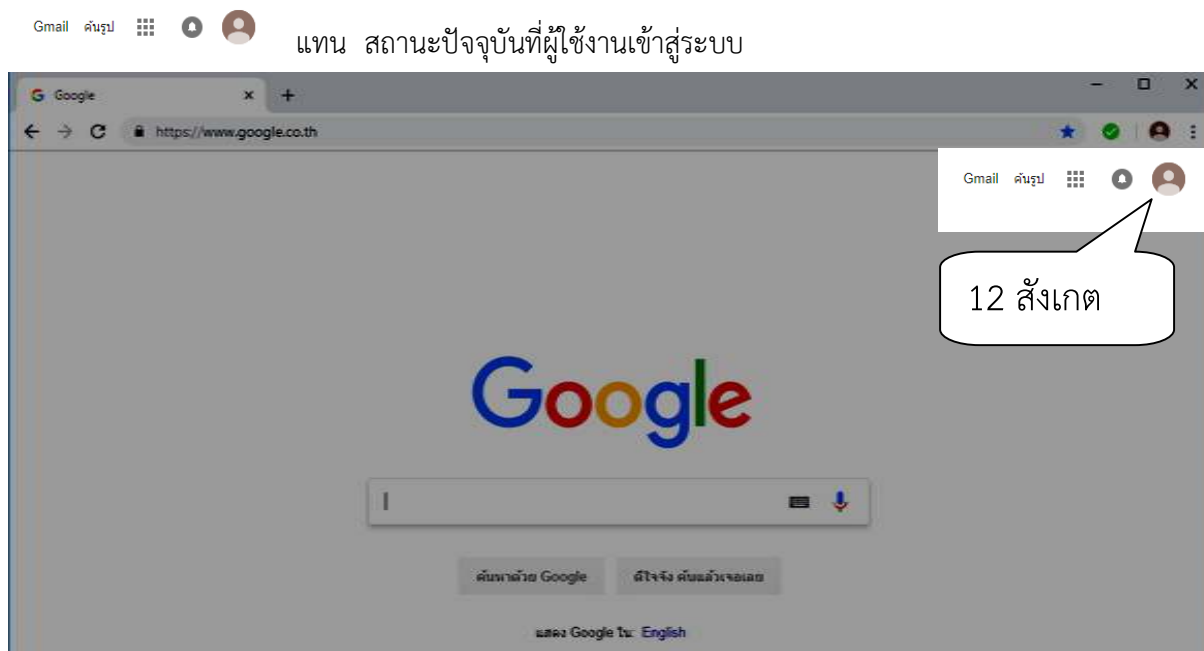 Gmail ค้นรูป
แทน สถานะปัจจุบันที่ผู้ใช้งานเข้าสู่ระบบ
G Google
https://www.google.co.th
Gmail ค้นรูป
12 สังเกต
Google
ค้นหาด้วย Google ดีใจจัง ค้นแล้วเจอเลย
แสดง Google ใน: English